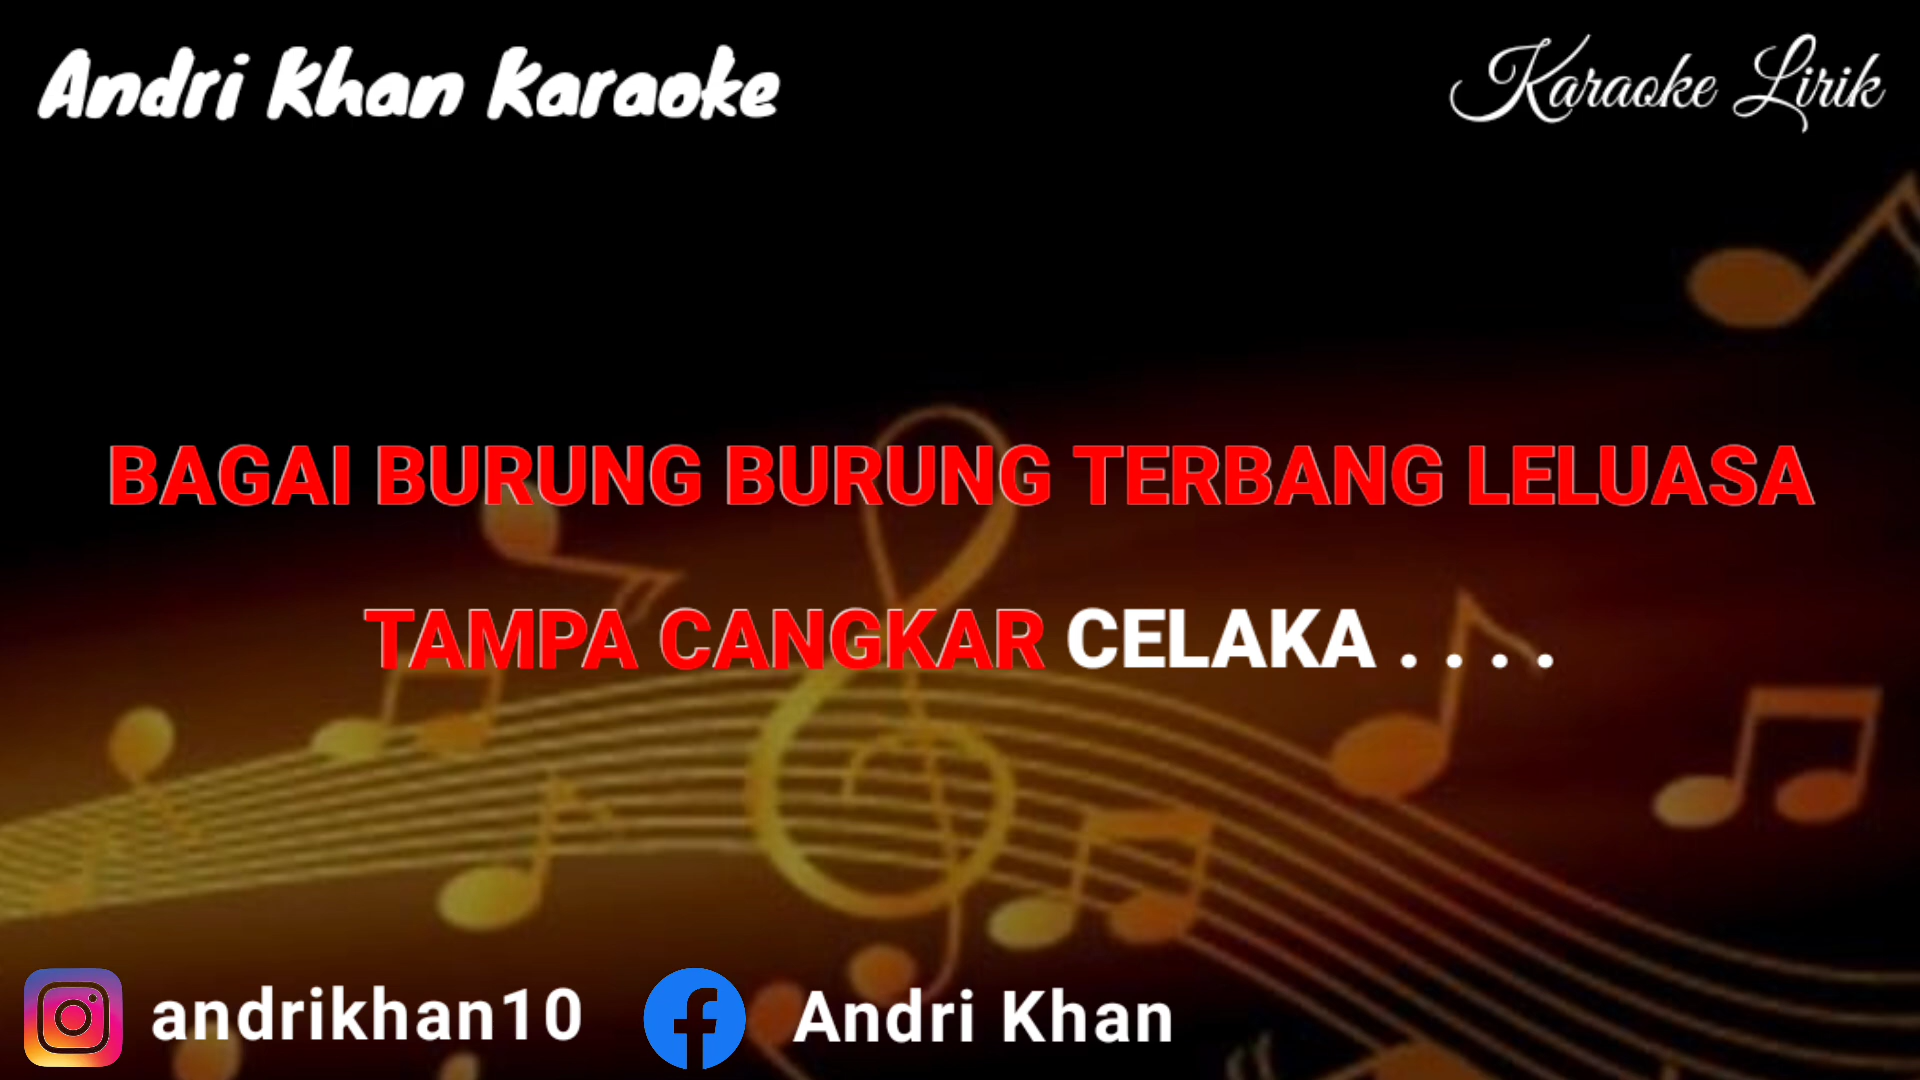 Andri Khan Karaoke
Karaoke Lirik
BAGAI BURUNG BURUNG TERBANG LELUASA
TAMPA CANGKAR CELAKA . . . .
andrikhan10
Andri Khan